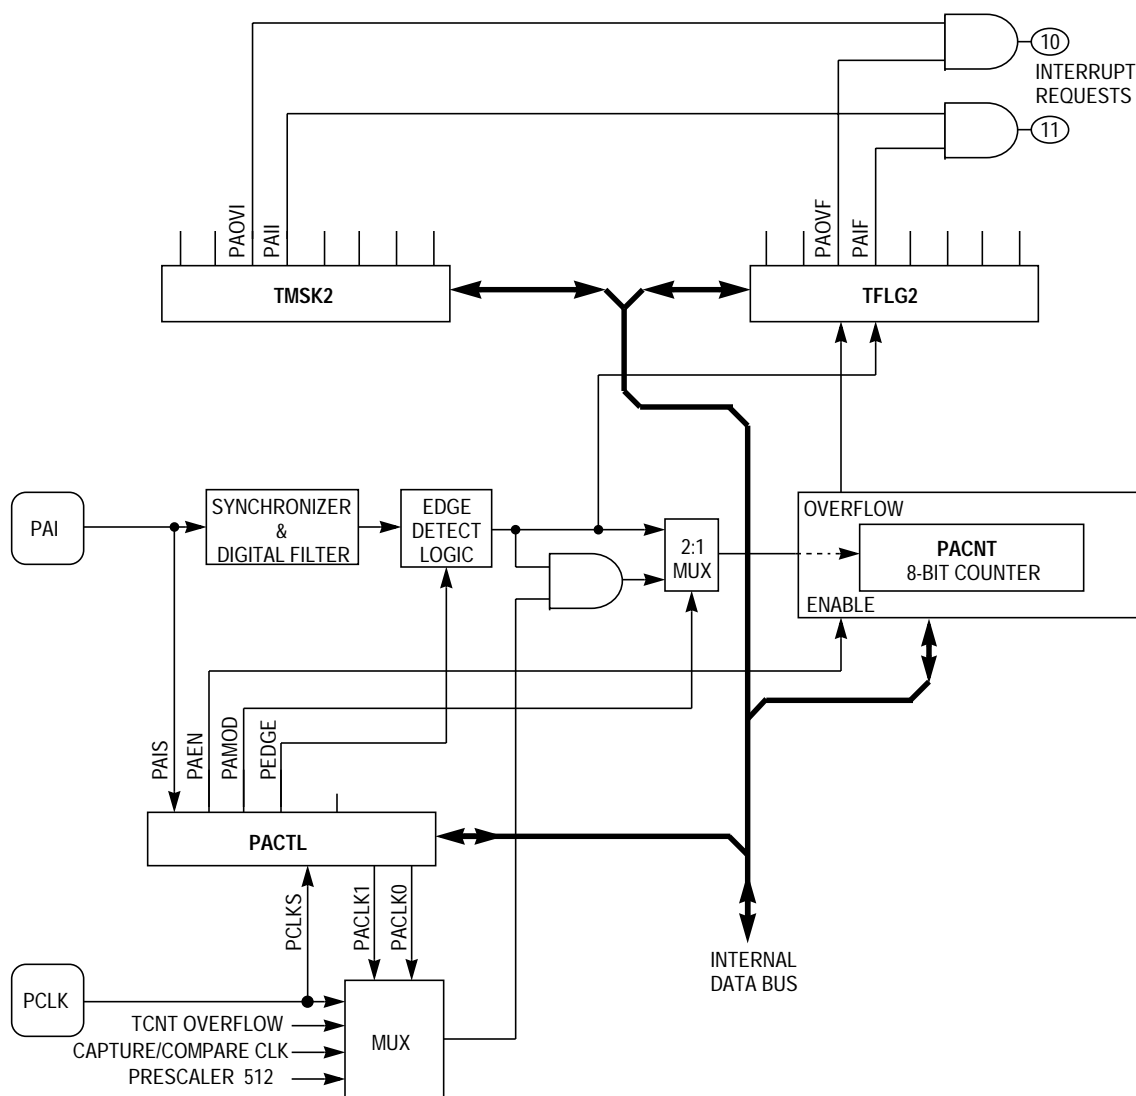 10
INTERRUPT
REQUESTS
11
PAOVI
PAII
PAOVF
PAIF
TMSK2
TFLG2
PAI
SYNCHRONIZER
&
DIGITAL FILTER
EDGE
DETECT
LOGIC
2:1
MUX
OVERFLOW
PACNT
8-BIT COUNTER
ENABLE
PAIS
PAEN
PAMOD
PEDGE
PACTL
PCLKS
PACLK1
PACLK0
INTERNAL
DATA BUS
PCLK
TCNT OVERFLOW
CAPTURE/COMPARE CLK
PRESCALER 512
MUX